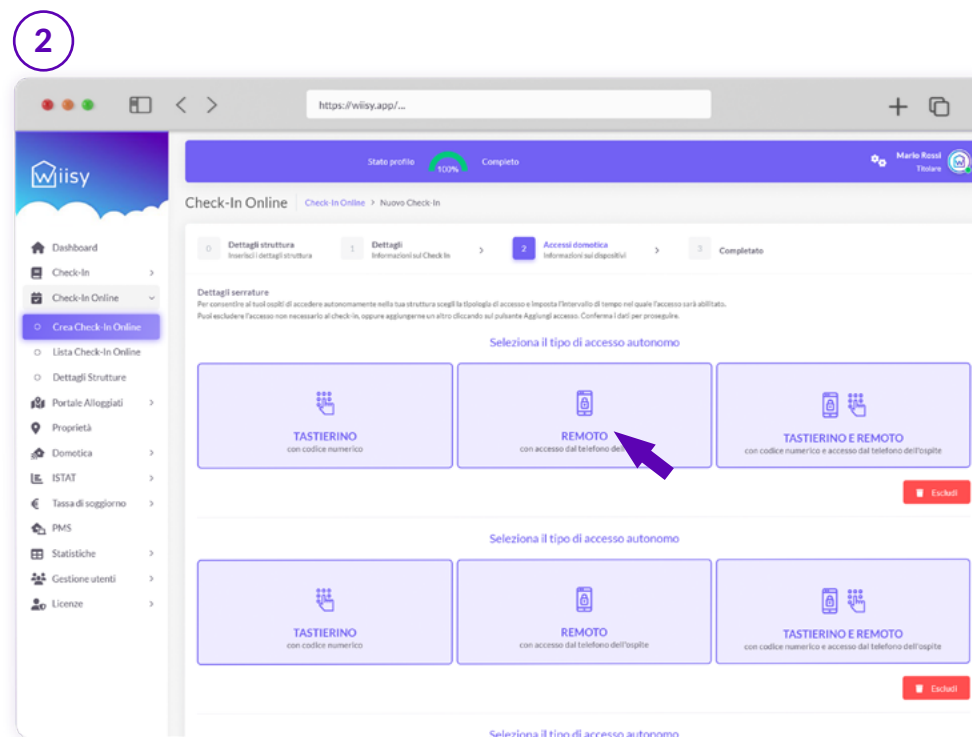 2
https://wiisy.app/...
Wiisy
Stato profilo 100% Completo
Mario Rossi
Titolare
Check-In Online Check-In Online > Nuovo Check-In
Dashboard
Check-In
Check-In Online
Crea Check-In Online
Lista Check-In Online
Dettagli Strutture
Portale Alloggiati
Proprietà
Domotica
ISTAT
Tassa di soggiorno
PMS
Statistiche
Gestione utenti
Licenze
0 Dettagli struttura
Inserisci i dettagli struttura
1 Dettagli
Informazioni sul Check In
2 Accessi domotica
Informazioni sui dispositivi
3 Completato
Dettagli serrature
Per consentire ai tuoi ospiti di accedere autonomamente nella tua struttura scegli la tipologia di accesso e imposta l'intervallo di tempo nel quale l'accesso sarà abilitato.
Puoi escludere l'accesso non necessario al check-in, oppure aggiungerne un altro cliccando sul pulsante Aggiungi accesso. Conferma i dati per proseguire.
Seleziona il tipo di accesso autonomo
TASTIERINO
con codice numerico
REMOTO
con accesso dal telefono dell
TASTIERINO E REMOTO
con codice numerico e accesso dal telefono dell'ospite
Escludi
Seleziona il tipo di accesso autonomo
TASTIERINO
con codice numerico
REMOTO
con accesso dal telefono dell'ospite
TASTIERINO E REMOTO
con codice numerico e accesso dal telefono dell'ospite
Escludi
Seleziona il tipo di accesso autonomo